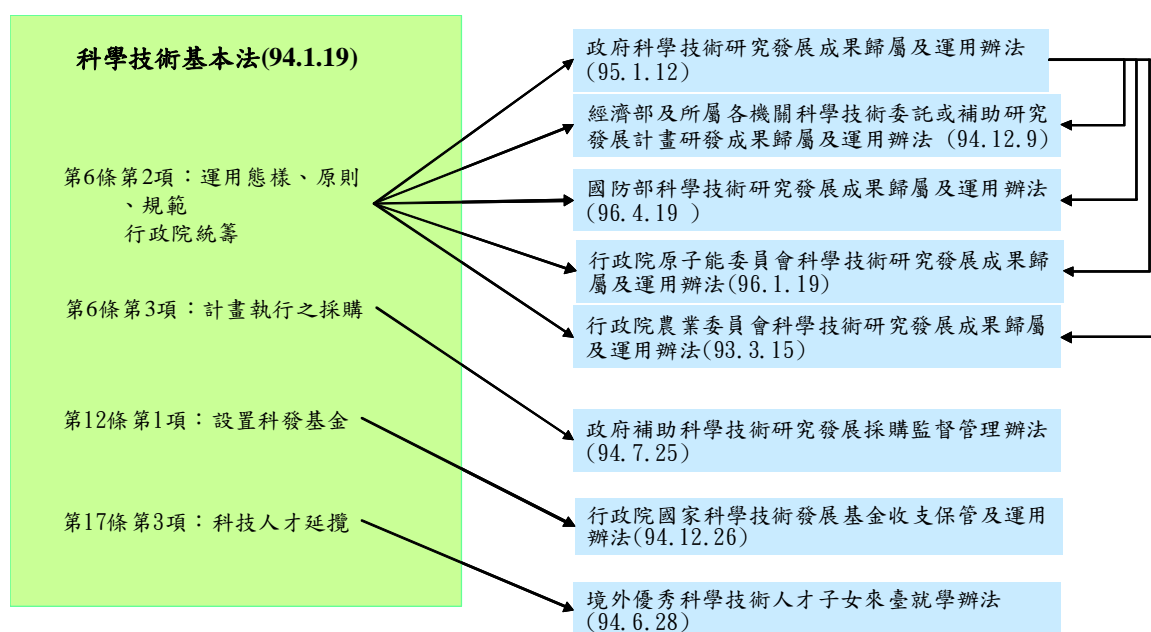 科學技術基本法(94.1.19)
第6條第2項：運用態樣、原則
、規範
行政院統籌
第6條第3項：計畫執行之採購
第12條第1項：設置科發基金
第17條第3項：科技人才延攬
政府科學技術研究發展成果歸屬及運用辦法
(95.1.12)
經濟部及所屬各機關科學技術委託或補助研究
發展計畫研發成果歸屬及運用辦法 (94.12.9)
國防部科學技術研究發展成果歸屬及運用辦法
(96.4.19 )
行政院原子能委員會科學技術研究發展成果歸
屬及運用辦法(96.1.19)
行政院農業委員會科學技術研究發展成果歸屬
及運用辦法(93.3.15)
政府補助科學技術研究發展採購監督管理辦法
(94.7.25)
行政院國家科學技術發展基金收支保管及運用
辦法(94.12.26)
境外優秀科學技術人才子女來臺就學辦法
(94.6.28)